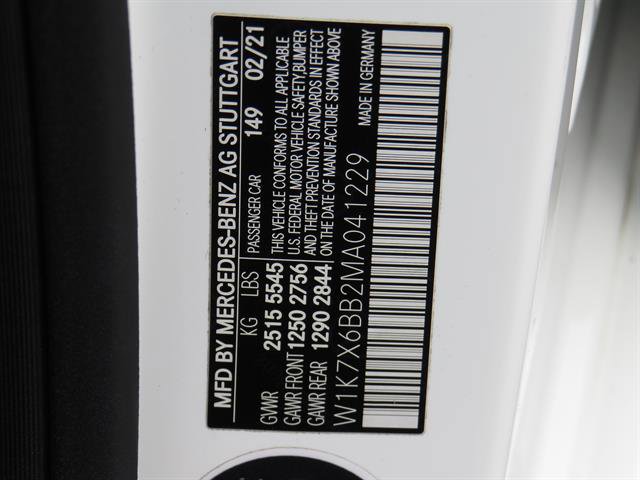 MFD BY MERCEDES-BENZ AG STUTTGART
KG LBS PASSENGER CAR 149 02/21
GVWR 2515 5545 THIS VEHICLE CONFORMS TO ALL APPLICABLE
GAWR FRONT 1250 2756 U.S. FEDERAL MOTOR VEHICLE SAFETY,BUMPER
GAWR REAR 1290 2844 AND THEFT PREVENTION STANDARDS IN EFFECT
ON THE DATE OF MANUFACTURE SHOWN ABOVE
W1K7X6BB2MA041229 MADE IN GERMANY